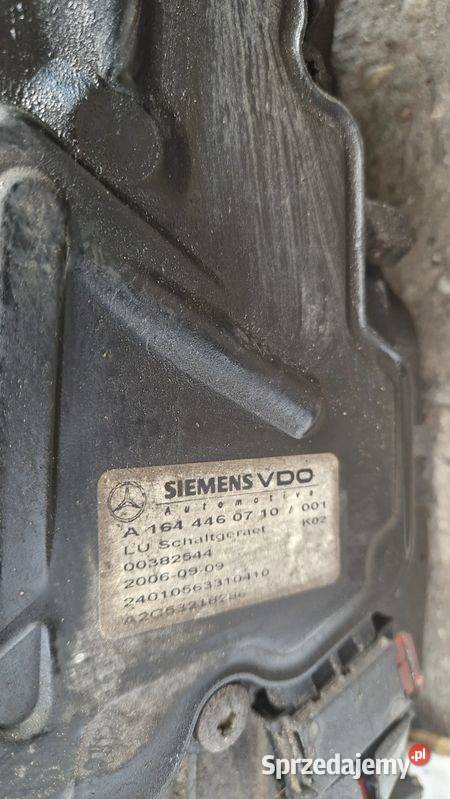 SIEMENS VDO
Automotive
A 164 446 07 10 / 001
LU Schaltgeraet K02
00382544
2006-09-09
24010563310410
Sprzedajemy.pl